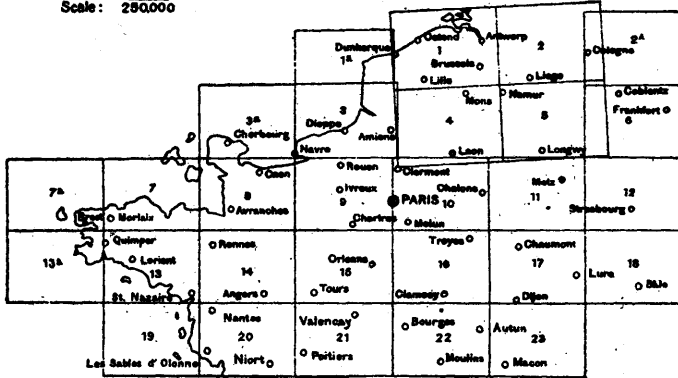 Scale: 250,000
Ostend Antwerp
Dunkerque 1 2 2A
1a Brussels Cologne
Lille Liege
Mons Namur Coblentz
3a 3 Frankfort
Cherbourg Dieppe Amiens 4 5 6
Havre Laon Longwy
Caen Rouen Clermont
7a 7 8 Ivreux Chalons Metz 12
9 PARIS 10 11
Brest Morlaix Avranches Chartres Melun Strasbourg
Quimper Rennes Troyes Chaumont
13a Lorient Orleans 16 17 Lure 18
13 14 15 Bâle
St. Nazaire Angers Tours Clamecy Dijon
Nantes Valencay Bourges Autun
19 20 21 22 23
Les Sables d'Olonne Niort Poitiers Moulins Macon